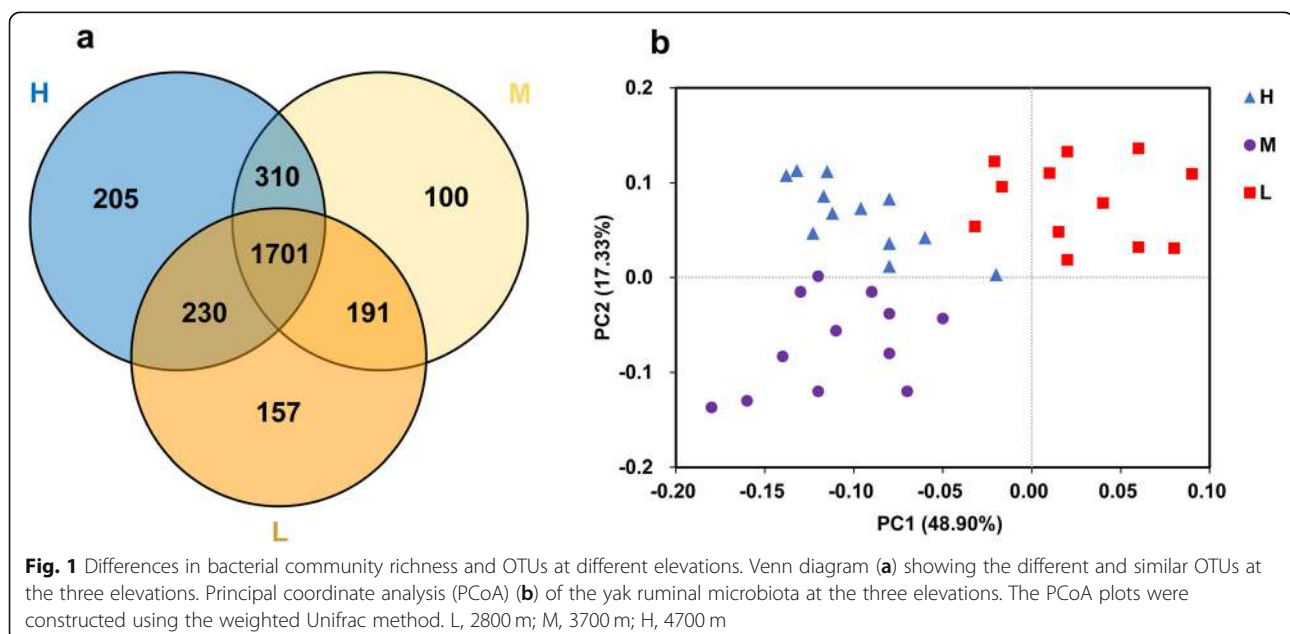 a
H
M
205
310
100
1701
230
191
157
L
b
H
M
L
PC2 (17.33%)
0.2
0.1
0.0
-0.1
-0.2
-0.20 -0.15 -0.10 -0.05 0.00 0.05 0.10
PC1 (48.90%)
Fig. 1 Differences in bacterial community richness and OTUs at different elevations. Venn diagram (a) showing the different and similar OTUs at
the three elevations. Principal coordinate analysis (PCoA) (b) of the yak ruminal microbiota at the three elevations. The PCoA plots were
constructed using the weighted Unifrac method. L, 2800 m; M, 3700 m; H, 4700 m